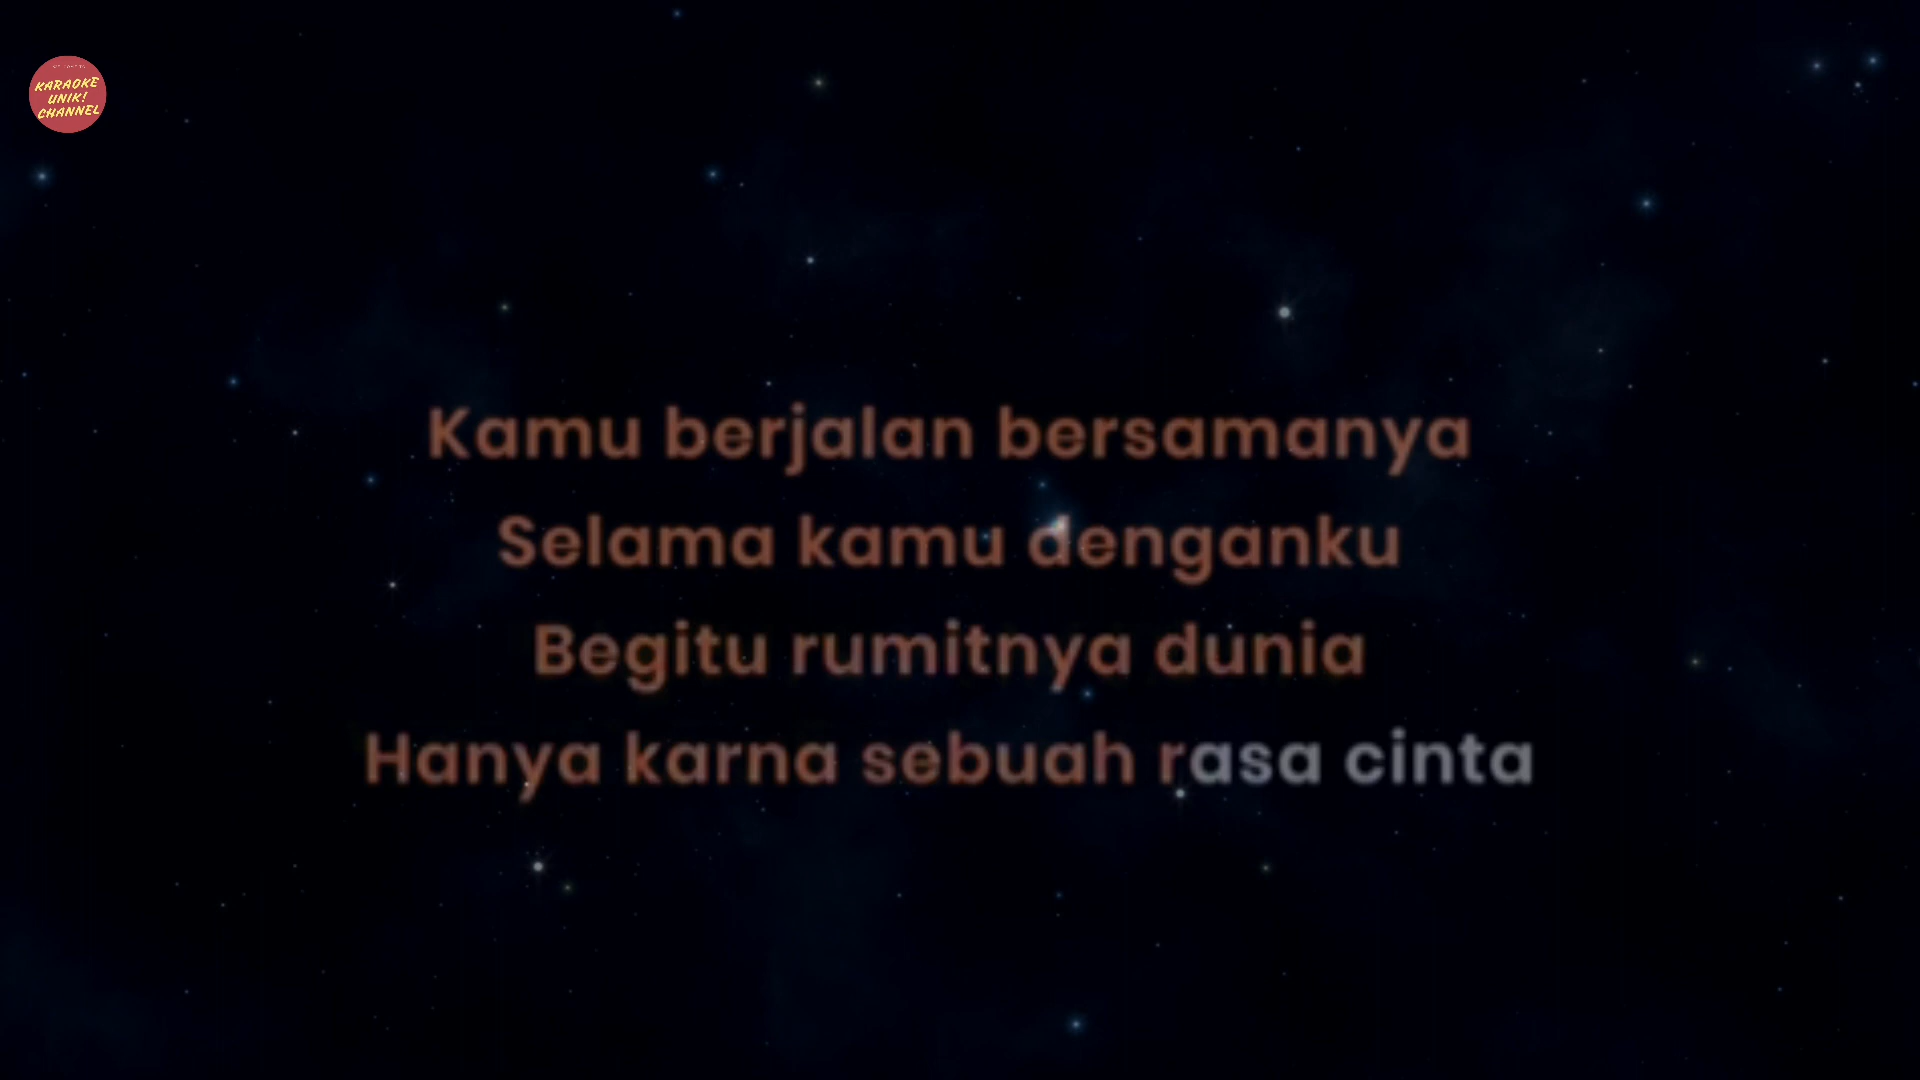 KARAOKE
UNIK!
CHANNEL
Kamu berjalan bersamanya
Selama kamu denganku
Begitu rumitnya dunia
Hanya karna sebuah rasa cinta